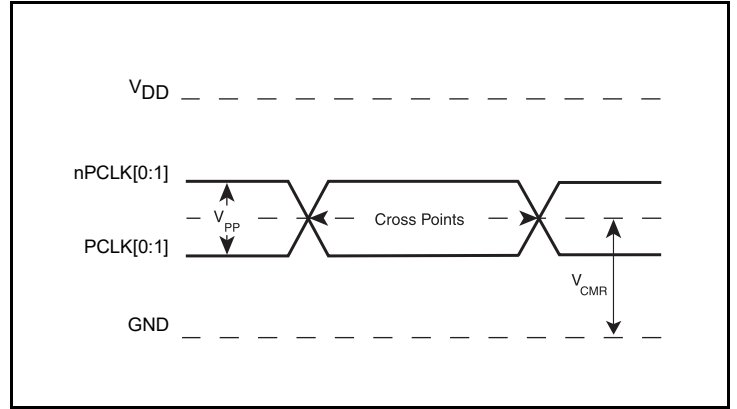 VDD
nPCLK[0:1]
VPP
Cross Points
PCLK[0:1]
VCMR
GND